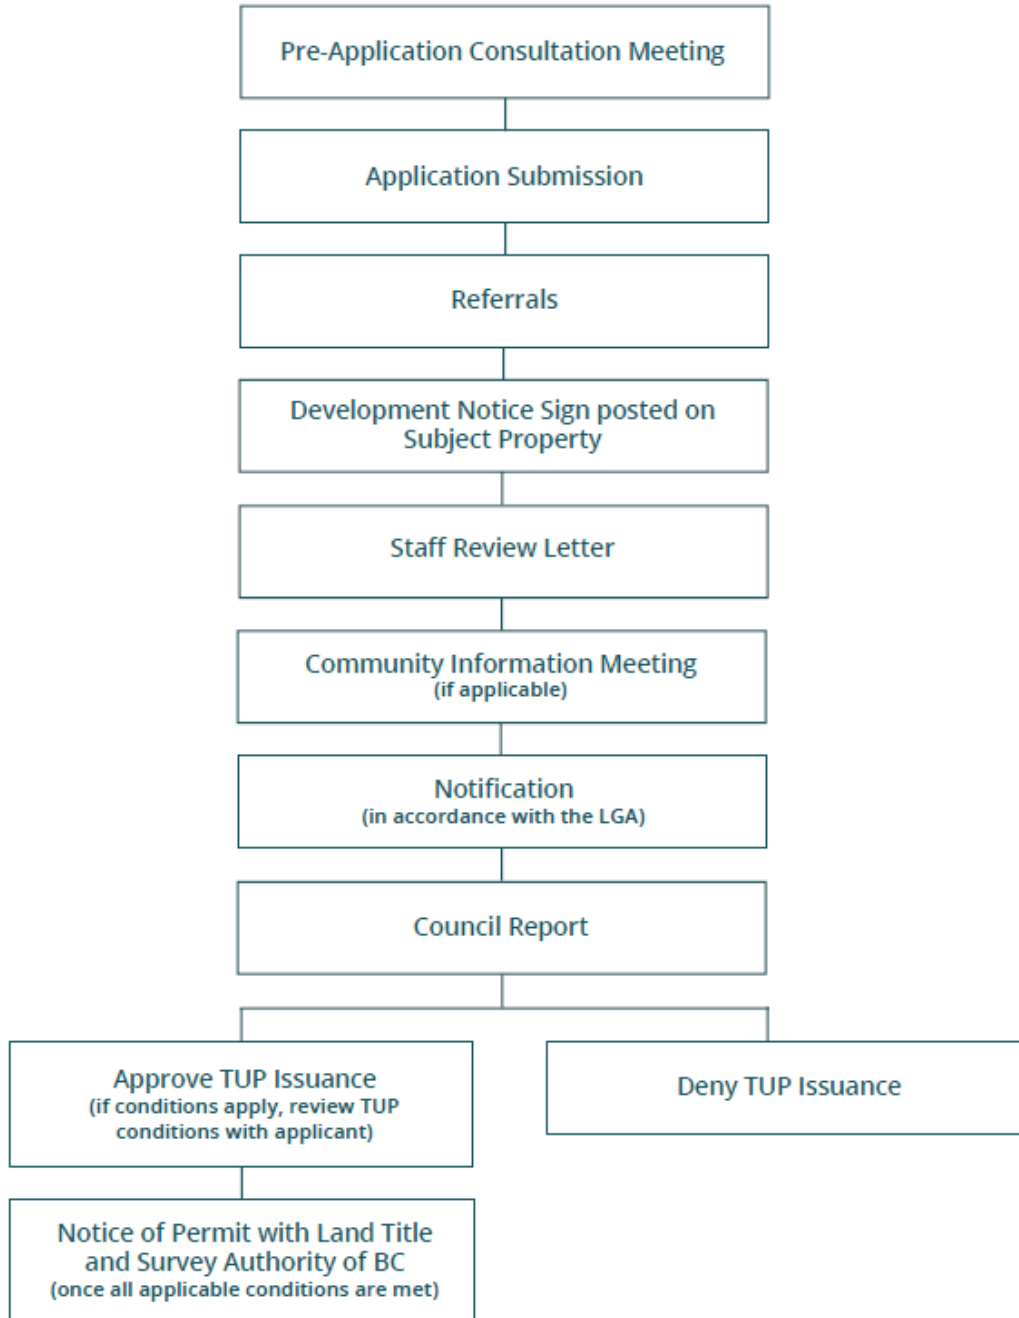 Pre-Application Consultation Meeting
Application Submission
Referrals
Development Notice Sign posted on
Subject Property
Staff Review Letter
Community Information Meeting
(if applicable)
Notification
(in accordance with the LGA)
Council Report
Approve TUP Issuance
(if conditions apply, review TUP
conditions with applicant)
Deny TUP Issuance
Notice of Permit with Land Title
and Survey Authority of BC
(once all applicable conditions are met)